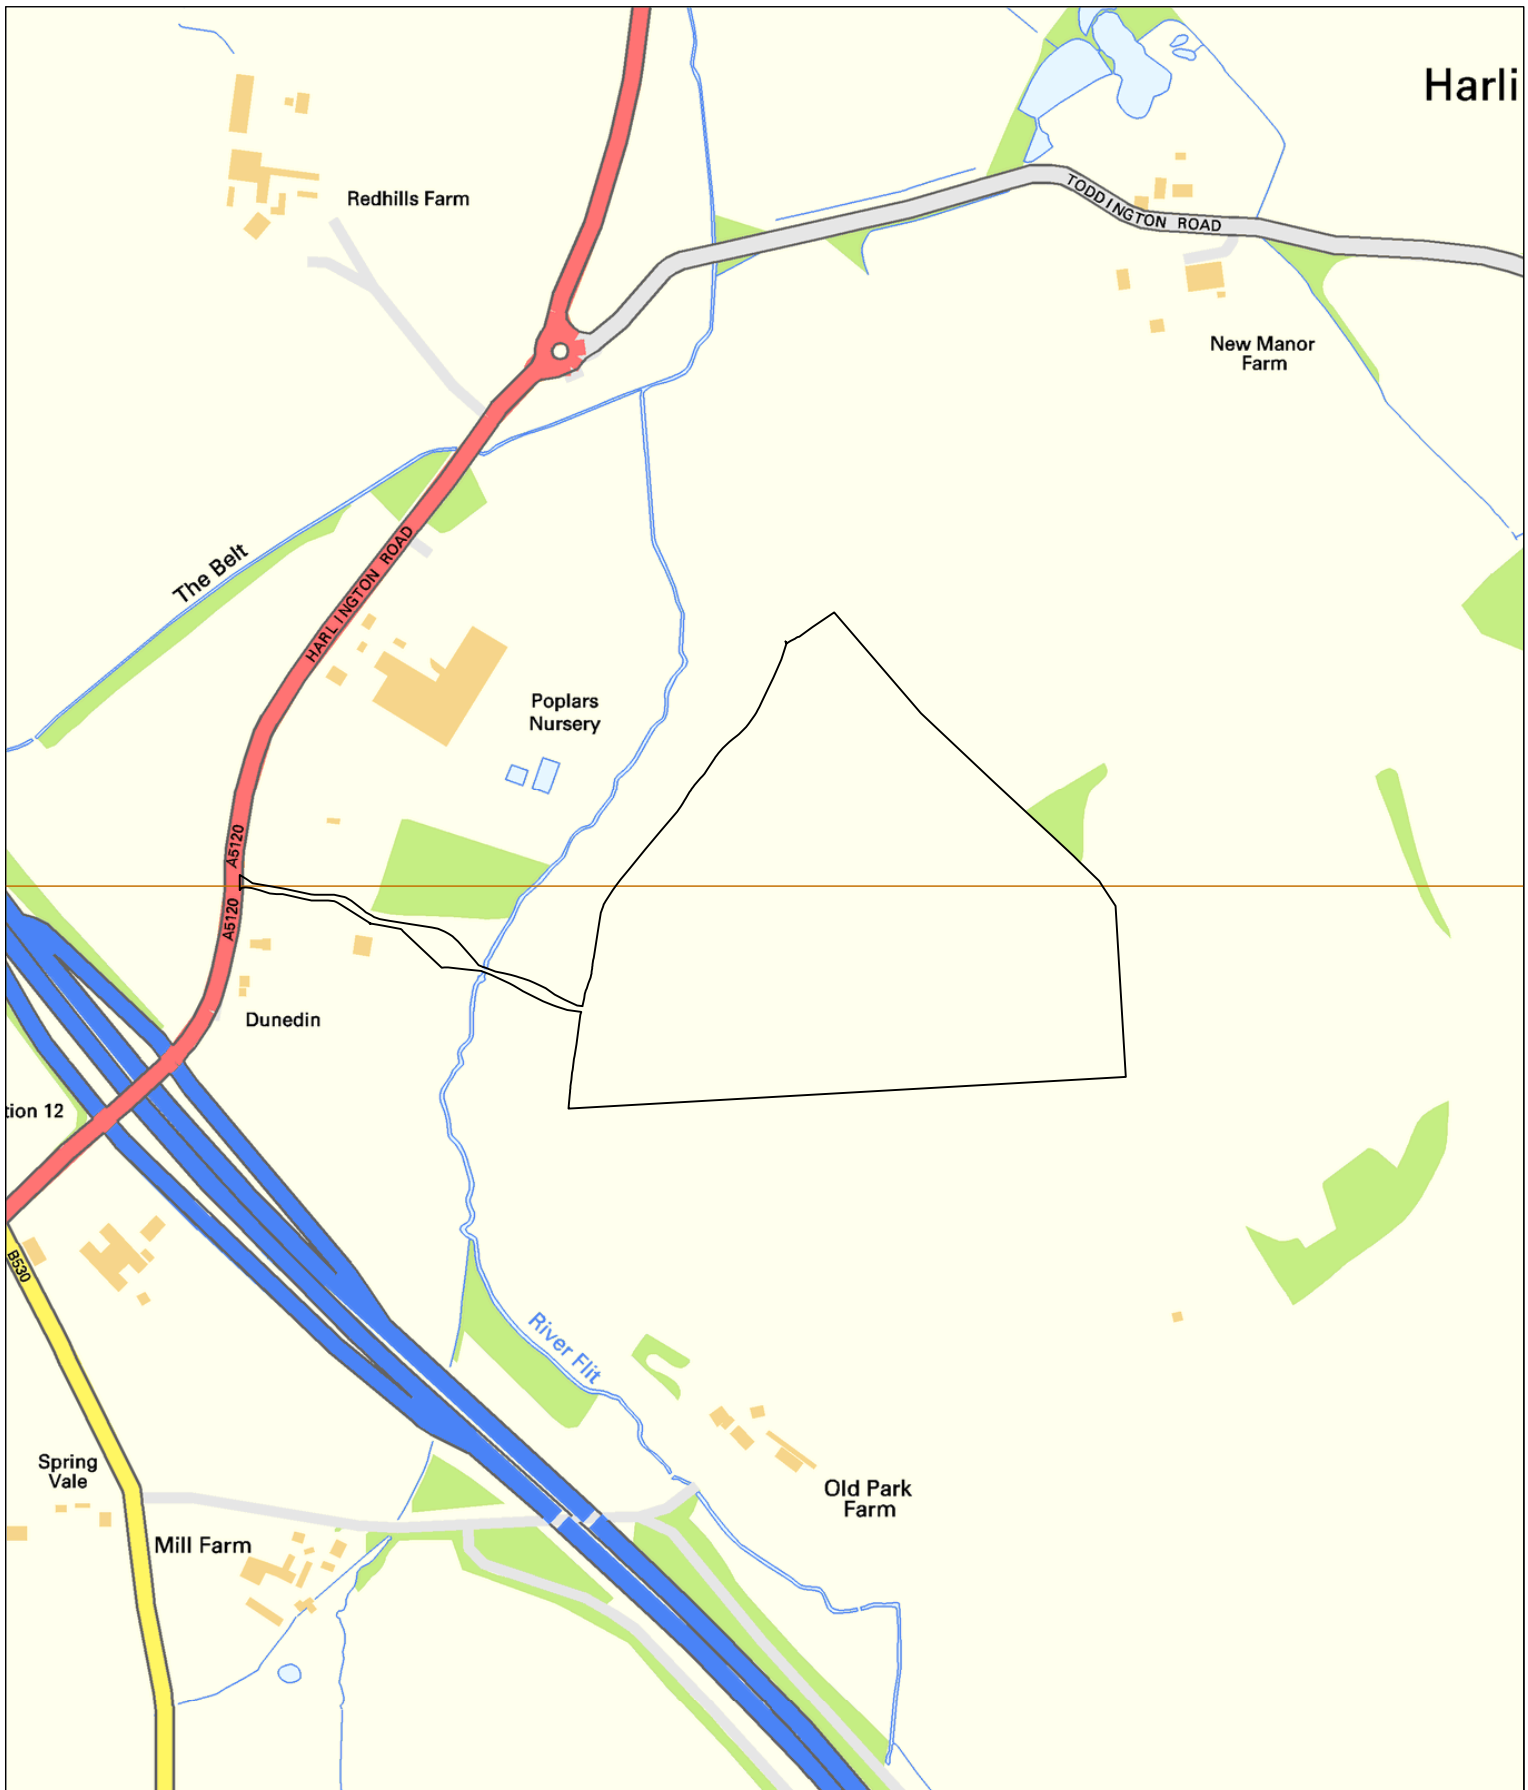 Harli
Redhills Farm
TODDINGTON ROAD
New Manor
Farm
The Belt
HARLINGTON ROAD
Poplars
Nursery
A5120
A5120
Dunedin
tion 12
B530
River Flit
Spring
Vale
Old Park
Farm
Mill Farm